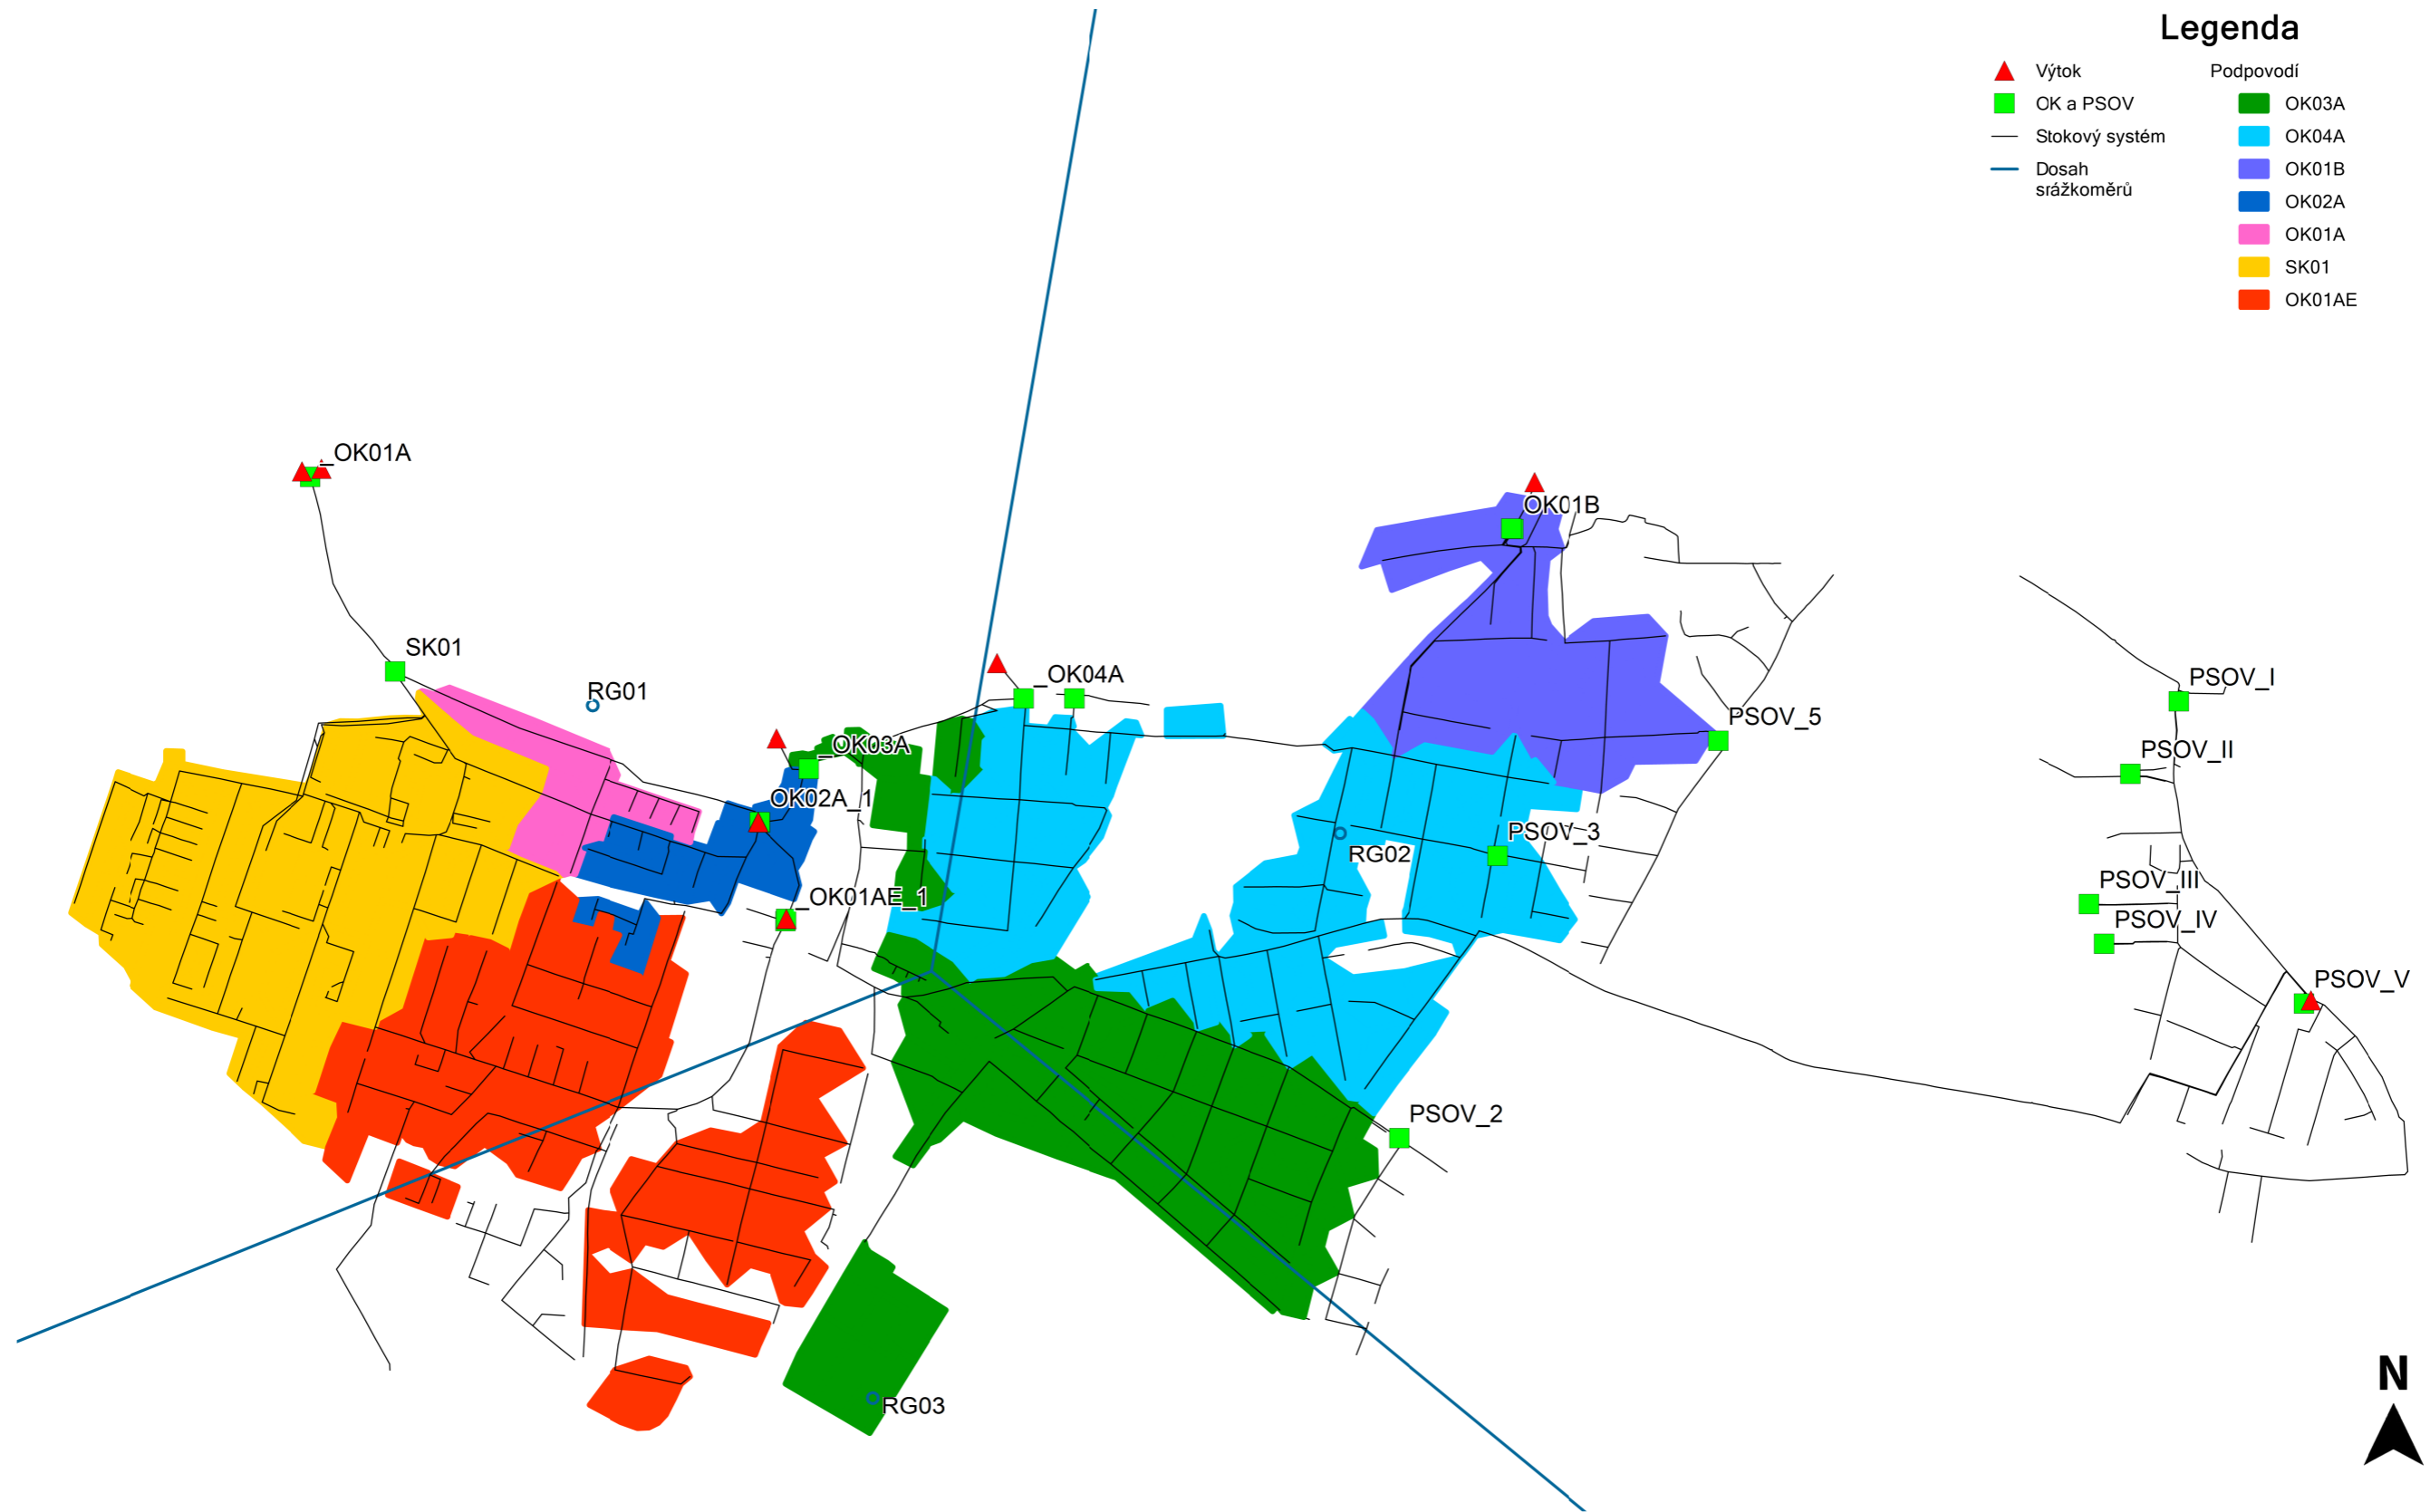 Legenda
Výtok
OK a PSOV
Stokový systém
Dosah
srážkoměrů
Podpovodí
OK03A
OK04A
OK01B
OK02A
OK01A
SK01
OK01AE
_OK01A
OK01B
SK01
RG01
_OK04A
PSOV_I
PSOV_5
_OK03A
PSOV_II
OK02A_1
PSOV_3
RG02
PSOV_III
_OK01AE_1
PSOV_IV
PSOV_V
PSOV_2
RG03
N